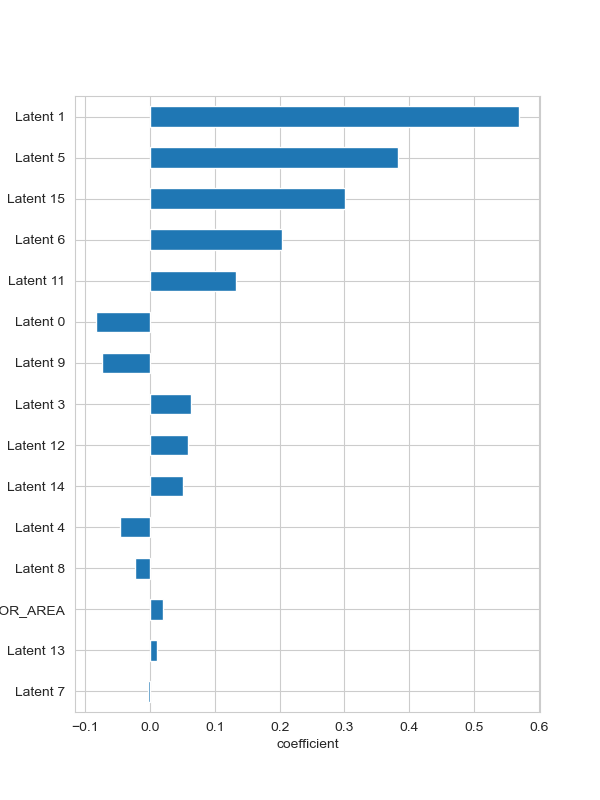 Latent 1
Latent 5
Latent 15
Latent 6
Latent 11
Latent 0
Latent 9
Latent 3
Latent 12
Latent 14
Latent 4
Latent 8
OR_AREA
Latent 13
Latent 7
−0.1 0.0 0.1 0.2 0.3 0.4 0.5 0.6
coefficient